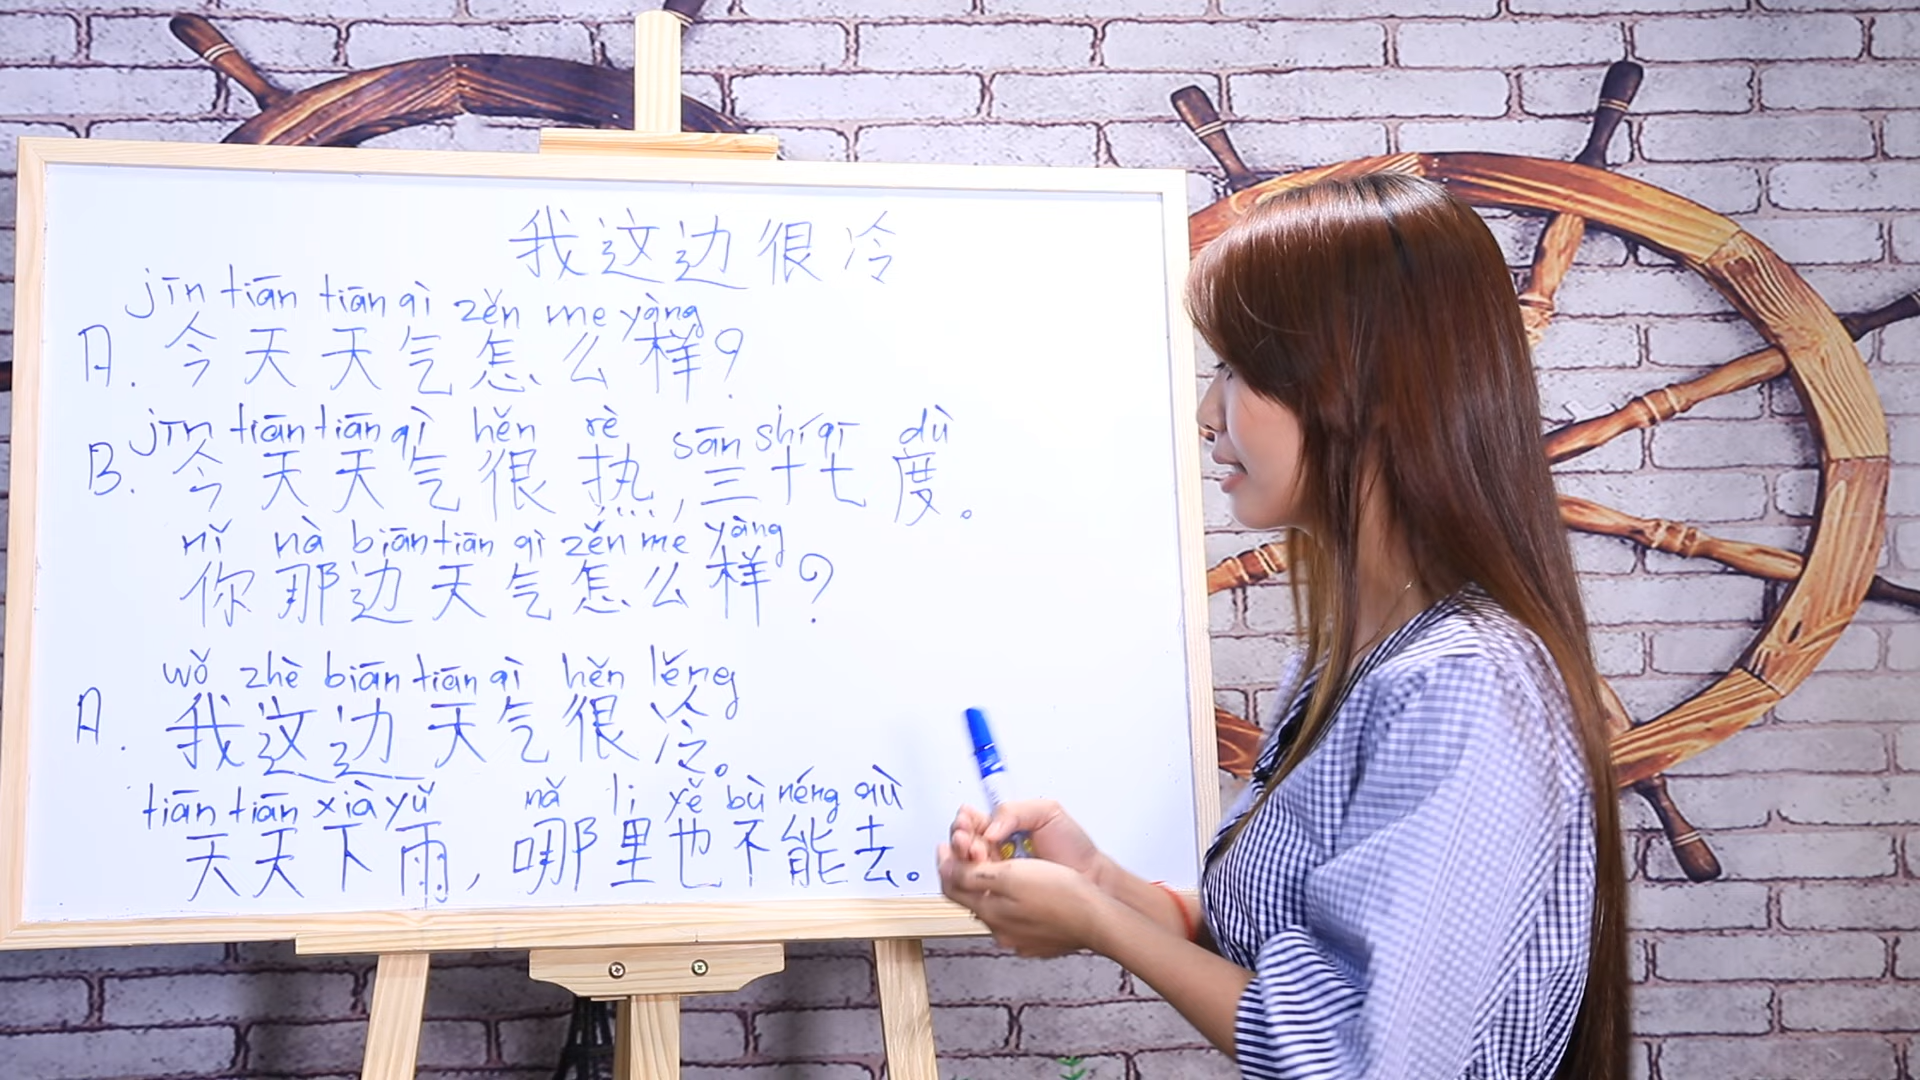 我这边很冷
jīn tiān tiān qì zěn me yàng
A. 今天天气怎么样?
jīn tiān tiān qì hěn rè sān shí qī dù
B. 今天天气很热,三十七度。
nǐ nà biān tiān qì zěn me yàng
你那边天气怎么样?
wǒ zhè biān tiān qì hěn lěng
A. 我这边天气很冷。
tiān tiān xià yǔ nǎ li yě bù néng qù
天天下雨,哪里也不能去。